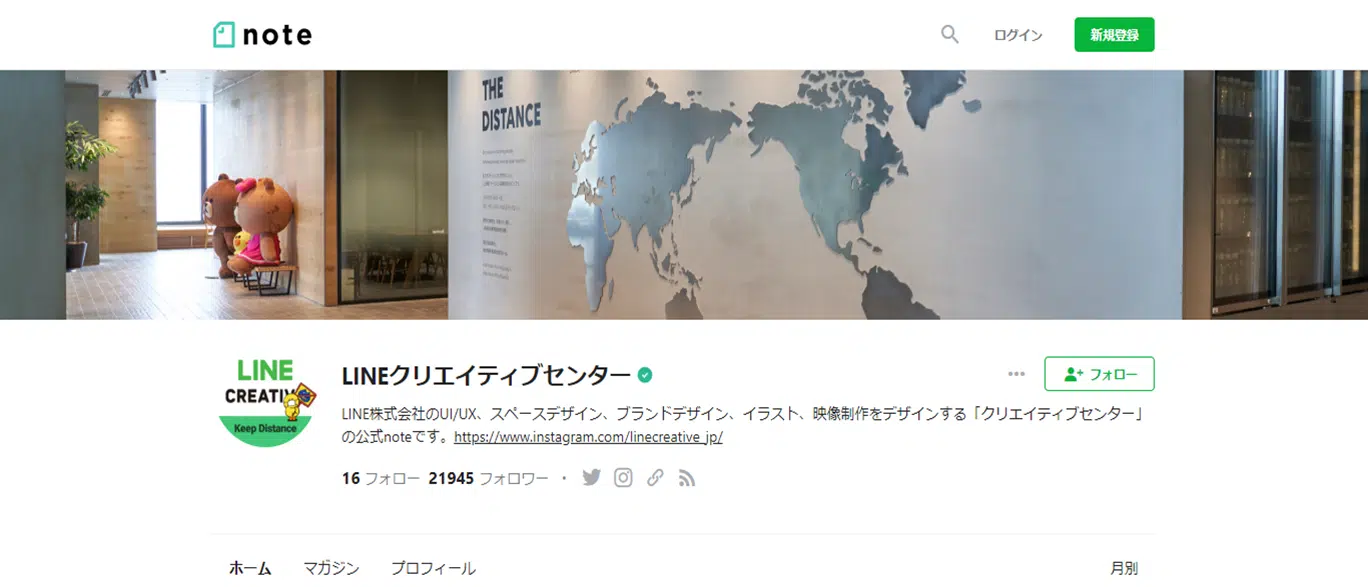 note
ログイン
新規登録
THE
DISTANCE
LINE
CREATIV
Keep Distance
LINEクリエイティブセンター
フォロー
LINE株式会社のUI/UX、スペースデザイン、ブランドデザイン、イラスト、映像制作をデザインする「クリエイティブセンター」
の公式noteです。https://www.instagram.com/linecreative_jp/
16 フォロー 21945 フォロワー ・
ホーム マガジン プロフィール 月別